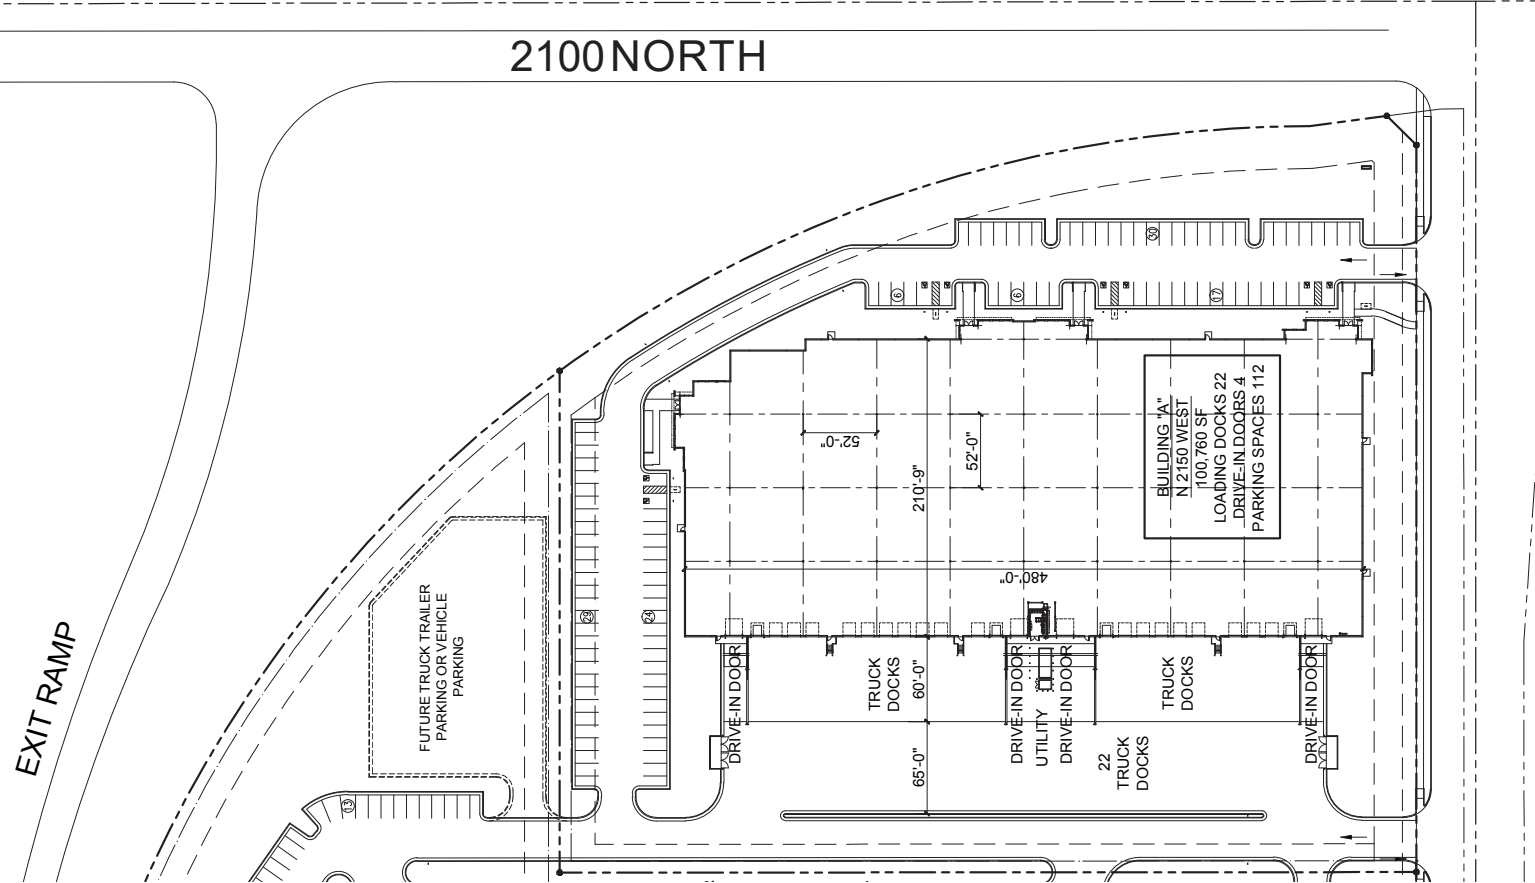 2100 NORTH
EXIT RAMP
FUTURE TRUCK TRAILER
PARKING OR VEHICLE
PARKING
13
29
24
6
6
17
30
52'-0"
52'-0"
210'-9"
480'-0"
BUILDING "A"
N 2150 WEST
100,760 SF
LOADING DOCKS 22
DRIVE-IN DOORS 4
PARKING SPACES 112
DRIVE-IN DOOR
TRUCK
DOCKS
60'-0"
65'-0"
DRIVE-IN DOOR
UTILITY
DRIVE-IN DOOR
22
TRUCK
DOCKS
TRUCK
DOCKS
DRIVE-IN DOOR